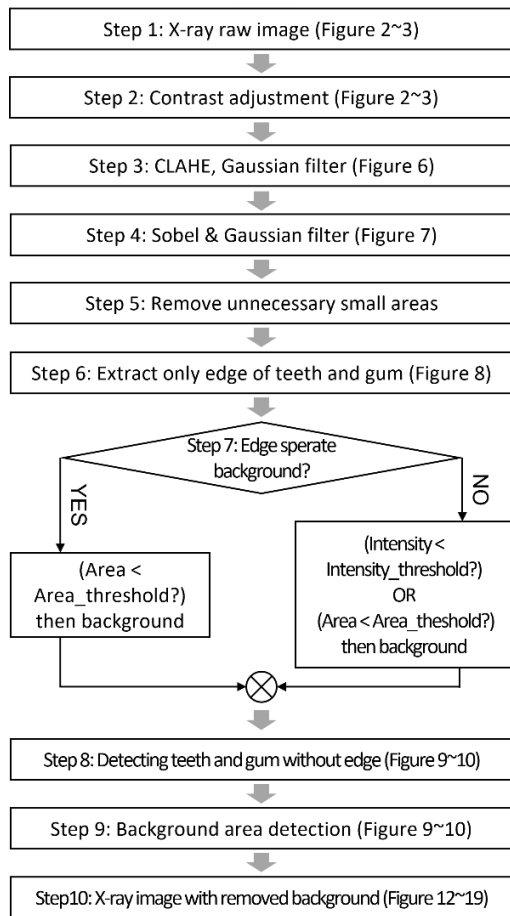 Step 1: X-ray raw image (Figure 2~3)
Step 2: Contrast adjustment (Figure 2~3)
Step 3: CLAHE, Gaussian filter (Figure 6)
Step 4: Sobel & Gaussian filter (Figure 7)
Step 5: Remove unnecessary small areas
Step 6: Extract only edge of teeth and gum (Figure 8)
Step 7: Edge sperate
background?
YES
NO
(Area <
Area_threshold?)
then background
(Intensity <
Intensity_threshold?)
OR
(Area < Area_theshold?)
then background
Step 8: Detecting teeth and gum without edge (Figure 9~10)
Step 9: Background area detection (Figure 9~10)
Step10: X-ray image with removed background (Figure 12~19)